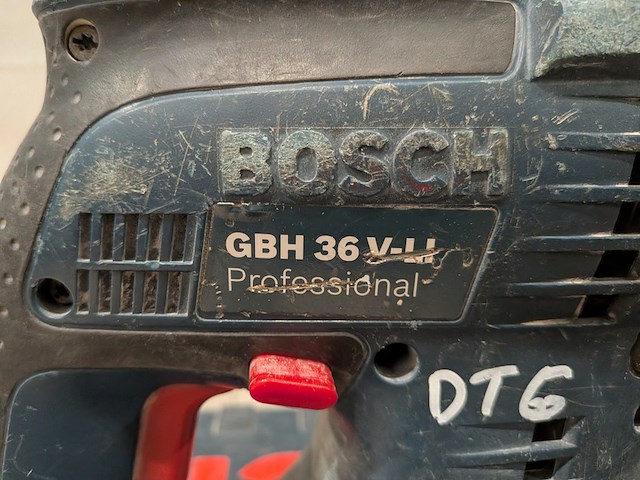 BOSCH
GBH 36 V-LI
Professional
DTG